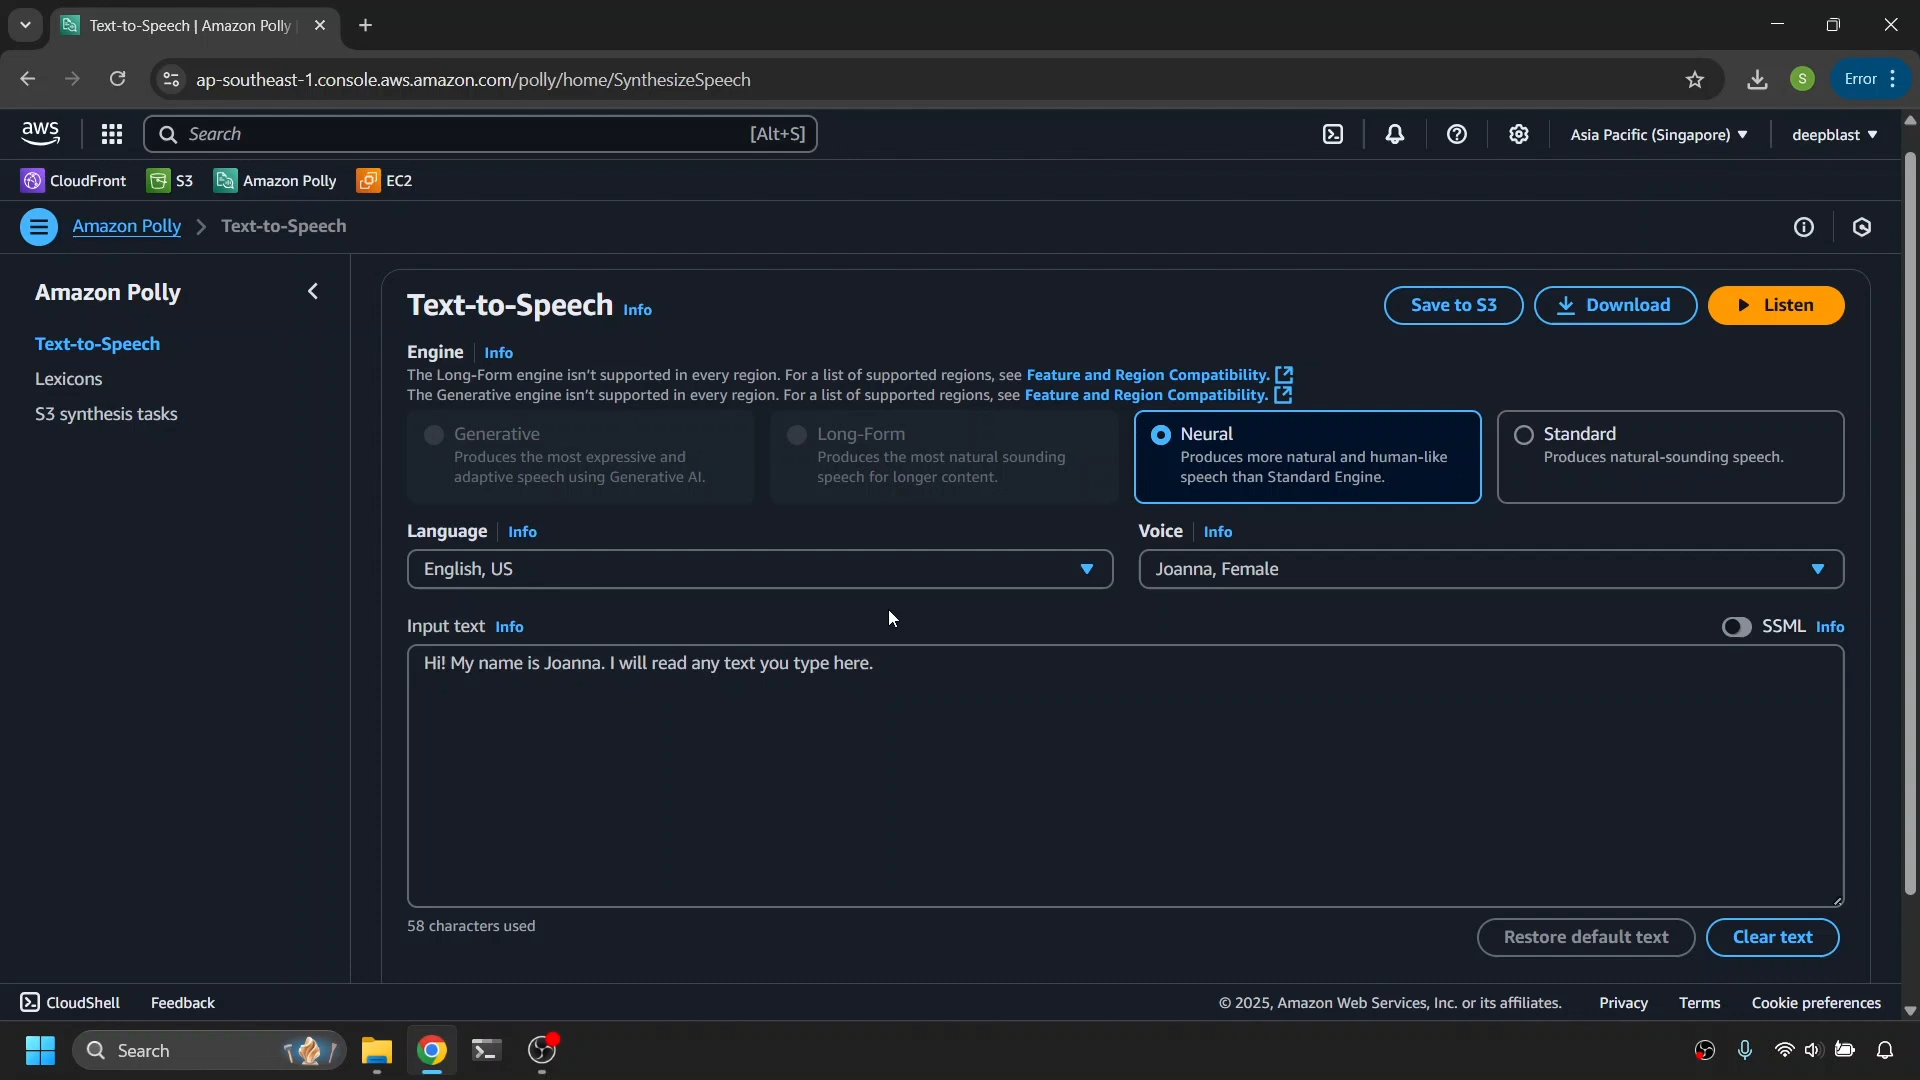 Text-to-Speech | Amazon Polly
ap-southeast-1.console.aws.amazon.com/polly/home/SynthesizeSpeech
S
Error
aws
Search
[Alt+S]
Asia Pacific (Singapore)
deepblast
CloudFront
S3
Amazon Polly
EC2
Amazon Polly
Text-to-Speech
Amazon Polly
Text-to-Speech
Lexicons
S3 synthesis tasks
Text-to-Speech Info
Save to S3
Download
Listen
Engine Info
The Long-Form engine isn't supported in every region. For a list of supported regions, see Feature and Region Compatibility.
The Generative engine isn't supported in every region. For a list of supported regions, see Feature and Region Compatibility.
Generative
Produces the most expressive and
adaptive speech using Generative AI.
Long-Form
Produces the most natural sounding
speech for longer content.
Neural
Produces more natural and human-like
speech than Standard Engine.
Standard
Produces natural-sounding speech.
Language Info
English, US
Voice Info
Joanna, Female
Input text Info
SSML Info
Hi! My name is Joanna. I will read any text you type here.
58 characters used
Restore default text
Clear text
CloudShell
Feedback
© 2025, Amazon Web Services, Inc. or its affiliates.
Privacy
Terms
Cookie preferences
Search